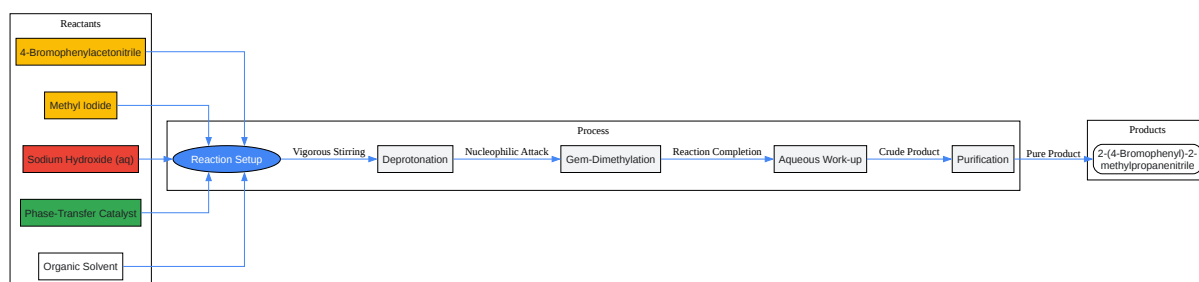 Reactants
4-Bromophenylacetonitrile
Methyl Iodide
Sodium Hydroxide (aq)
Phase-Transfer Catalyst
Organic Solvent
Process
Reaction Setup
Vigorous Stirring
Deprotonation
Nucleophilic Attack
Gem-Dimethylation
Reaction Completion
Aqueous Work-up
Crude Product
Purification
Pure Product
Products
2-(4-Bromophenyl)-2-
methylpropanenitrile